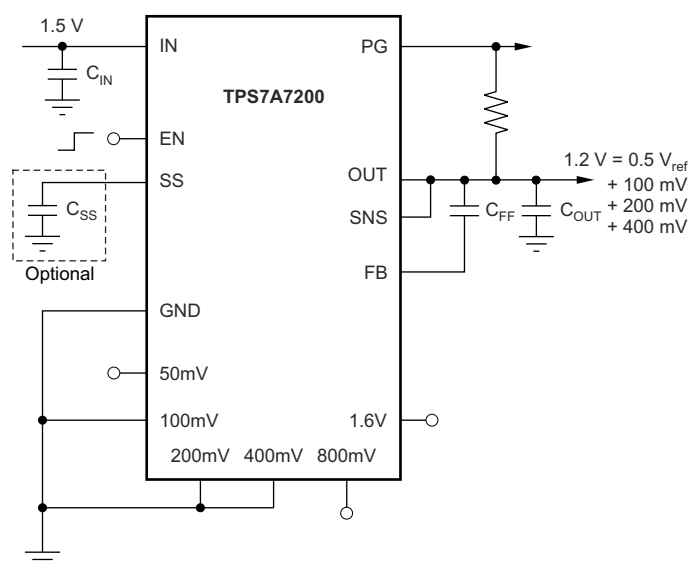 1.5 V
IN
PG
C_IN
TPS7A7200
EN
SS
OUT
1.2 V = 0.5 V_ref
+ 100 mV
+ 200 mV
+ 400 mV
C_SS
SNS
C_FF
C_OUT
Optional
FB
GND
50mV
100mV
1.6V
200mV 400mV 800mV